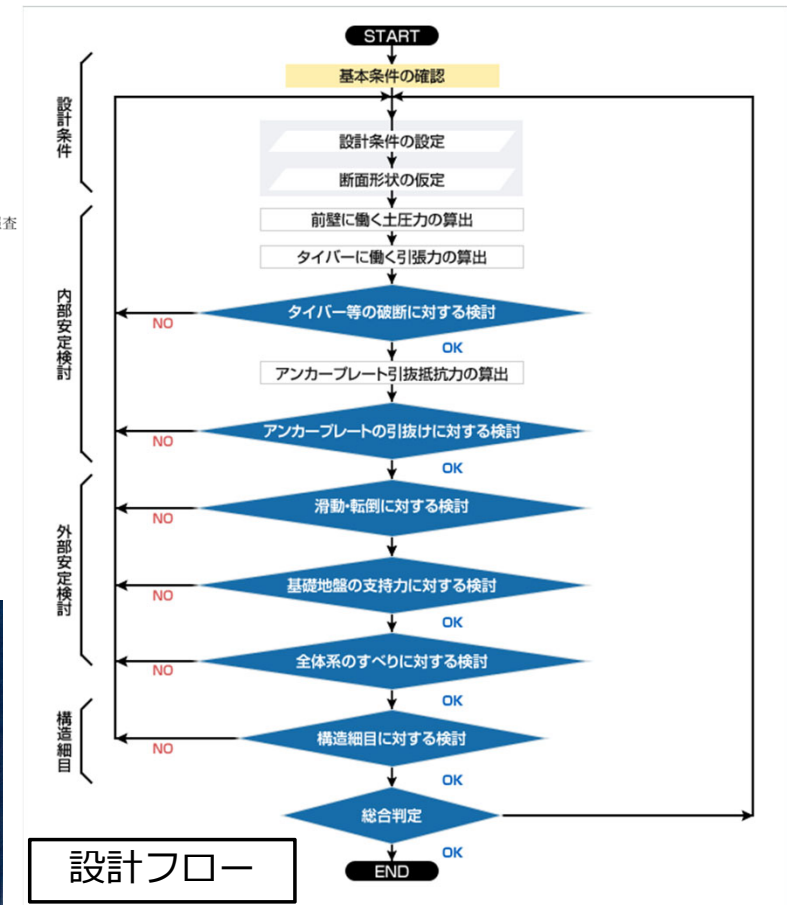 START
基本条件の確認
設計条件
設計条件の設定
断面形状の仮定
査
前壁に働く土圧力の算出
タイバーに働く引張力の算出
内部安定検討
タイバー等の破断に対する検討
NO
OK
アンカープレート引抜抵抗力の算出
アンカープレートの引抜けに対する検討
NO
OK
外部安定検討
滑動・転倒に対する検討
NO
基礎地盤の支持力に対する検討
NO
OK
全体系のすべりに対する検討
NO
OK
構造細目
構造細目に対する検討
NO
OK
総合判定
OK
END
設計フロー